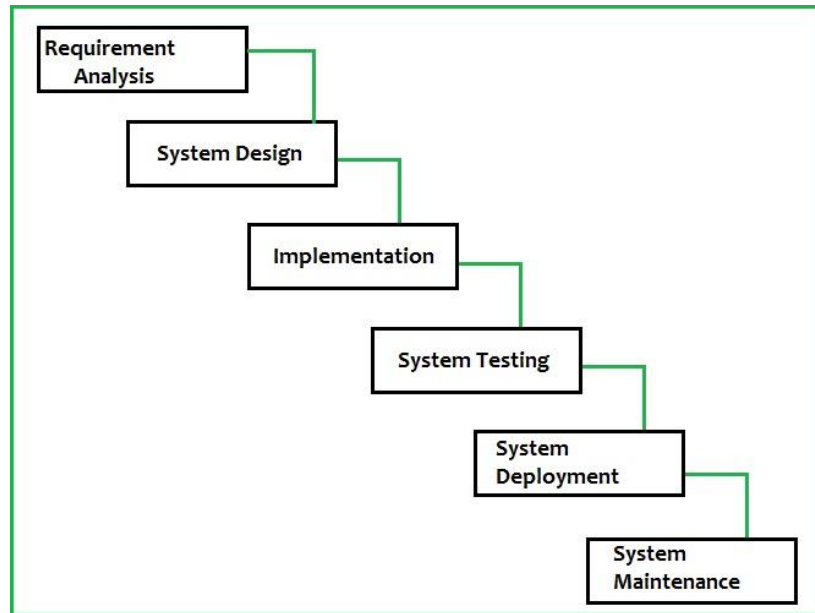 Requirement
Analysis
System Design
Implementation
System Testing
System
Deployment
System
Maintenance